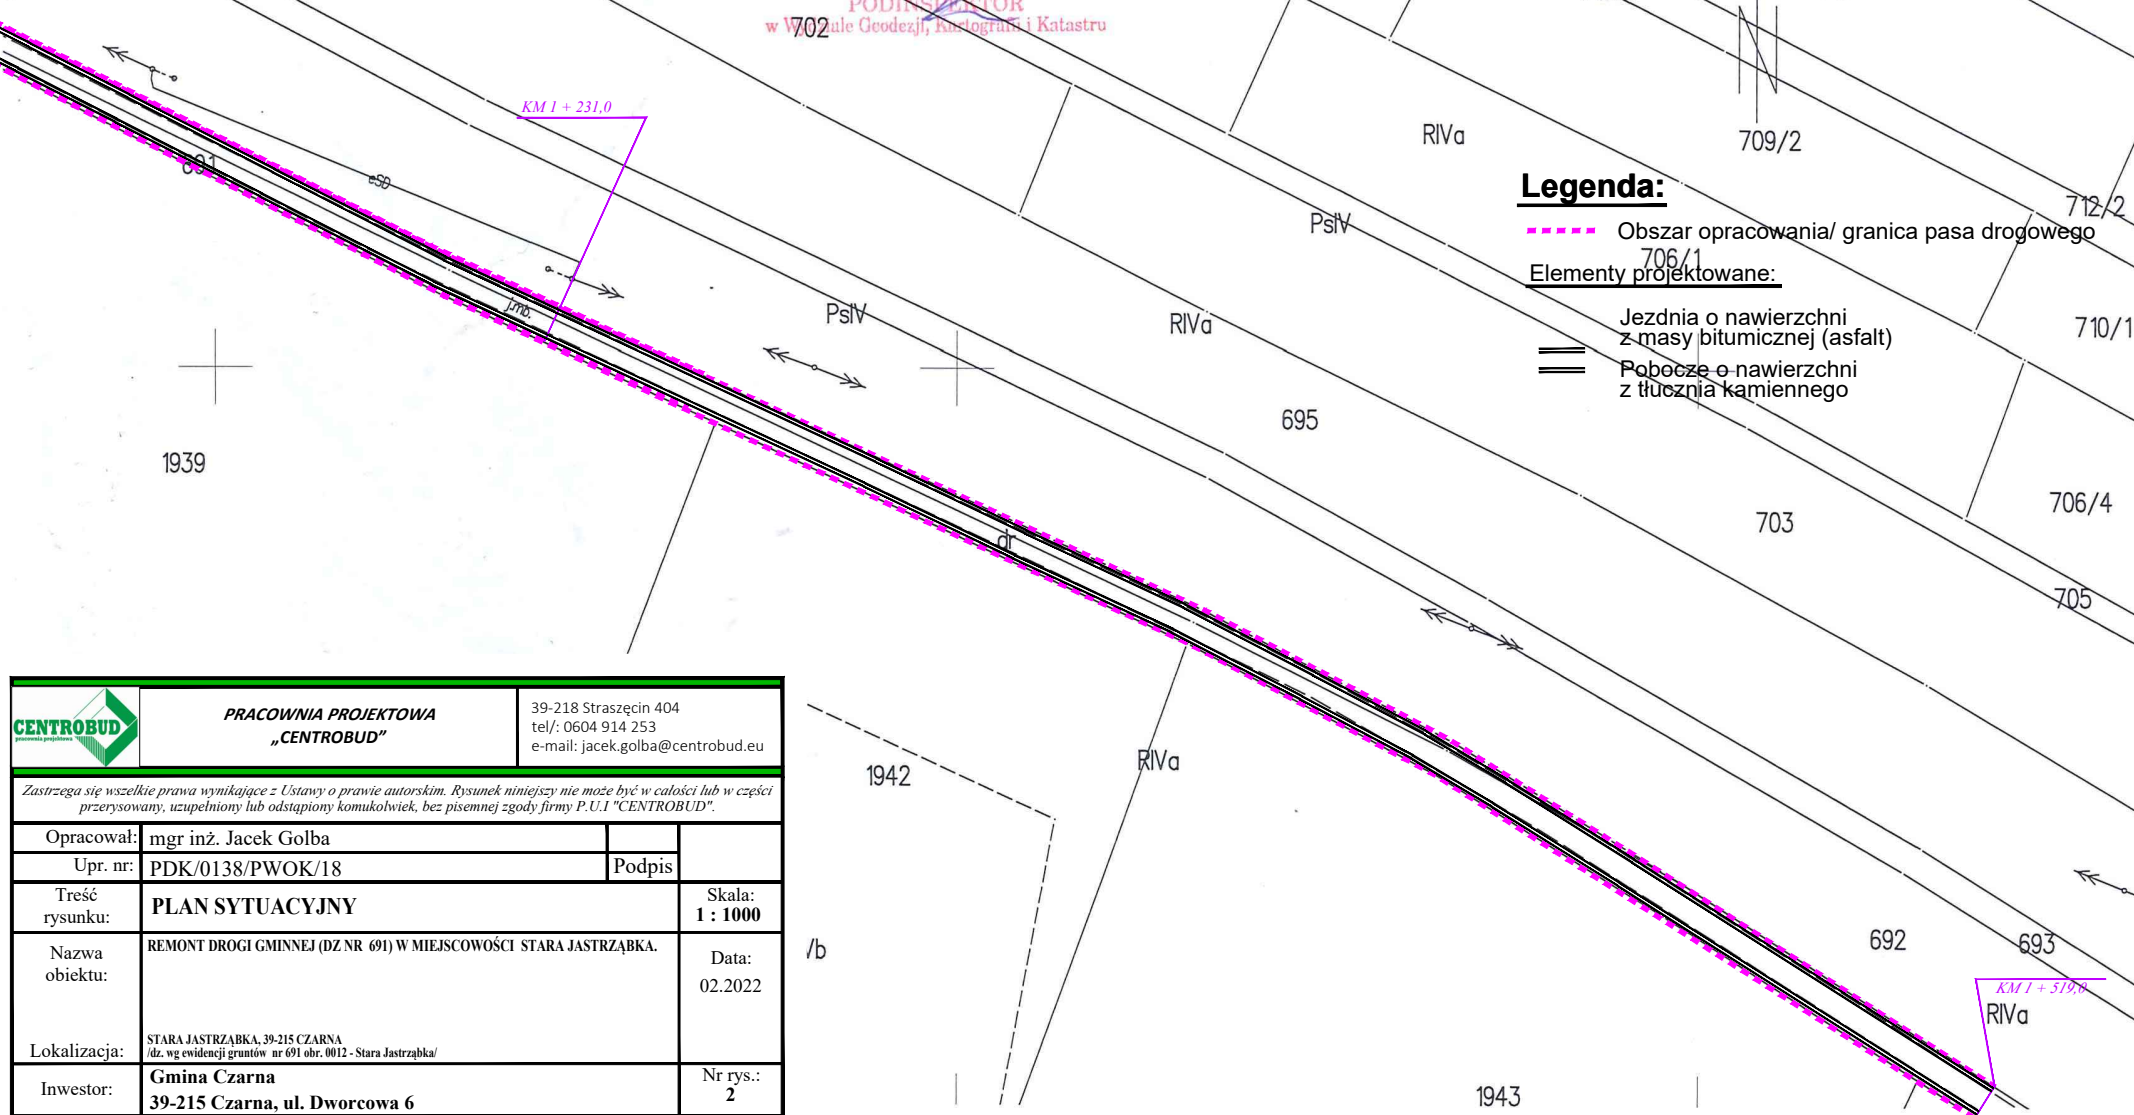 PODINSPEKTOR
w Wydziale Geodezji, Kartografii i Katastru
702
KM 1 + 231,0
691
eSD
j.mb.
RIVa
709/2
712/2
PsIV
706/1
710/1
PsIV
RIVa
695
706/4
703
705
1939
dr
1942
RIVa
/b
692
693
KM 1 + 519,0
RIVa
1943
N
Legenda:
Obszar opracowania/ granica pasa drogowego
Elementy projektowane:
Jezdnia o nawierzchni
z masy bitumicznej (asfalt)
Pobocze o nawierzchni
z tłucznia kamiennego
CENTROBUD
pracownia projektowa
PRACOWNIA PROJEKTOWA
„CENTROBUD”
39-218 Straszęcin 404
tel/: 0604 914 253
e-mail: jacek.golba@centrobud.eu
Zastrzega się wszelkie prawa wynikające z Ustawy o prawie autorskim. Rysunek niniejszy nie może być w całości lub w części
przerysowany, uzupełniony lub odstąpiony komukolwiek, bez pisemnej zgody firmy P.U.I "CENTROBUD".
Opracował: mgr inż. Jacek Golba
Upr. nr: PDK/0138/PWOK/18 Podpis
Treść rysunku: PLAN SYTUACYJNY
Skala:
1 : 1000
Nazwa obiektu: REMONT DROGI GMINNEJ (DZ NR 691) W MIEJSCOWOŚCI STARA JASTRZĄBKA.
Data:
02.2022
Lokalizacja: STARA JASTRZĄBKA, 39-215 CZARNA
/dz. wg ewidencji gruntów nr 691 obr. 0012 - Stara Jastrząbka/
Inwestor: Gmina Czarna
39-215 Czarna, ul. Dworcowa 6
Nr rys.:
2